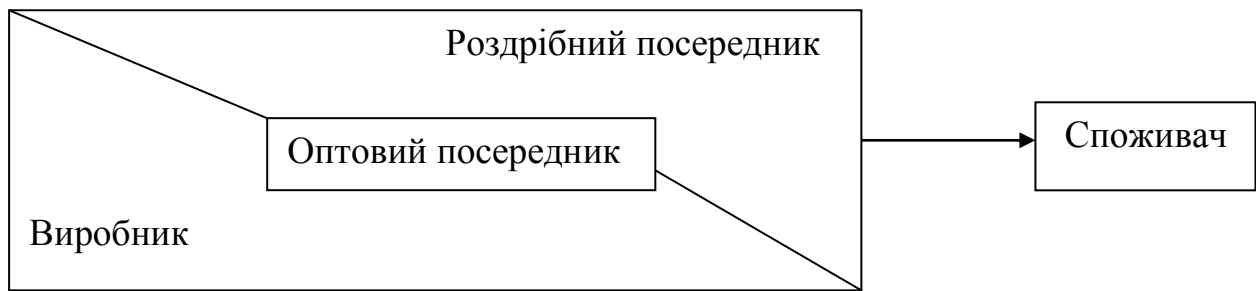 Роздрібний посередник
Оптовий посередник
Споживач
Виробник